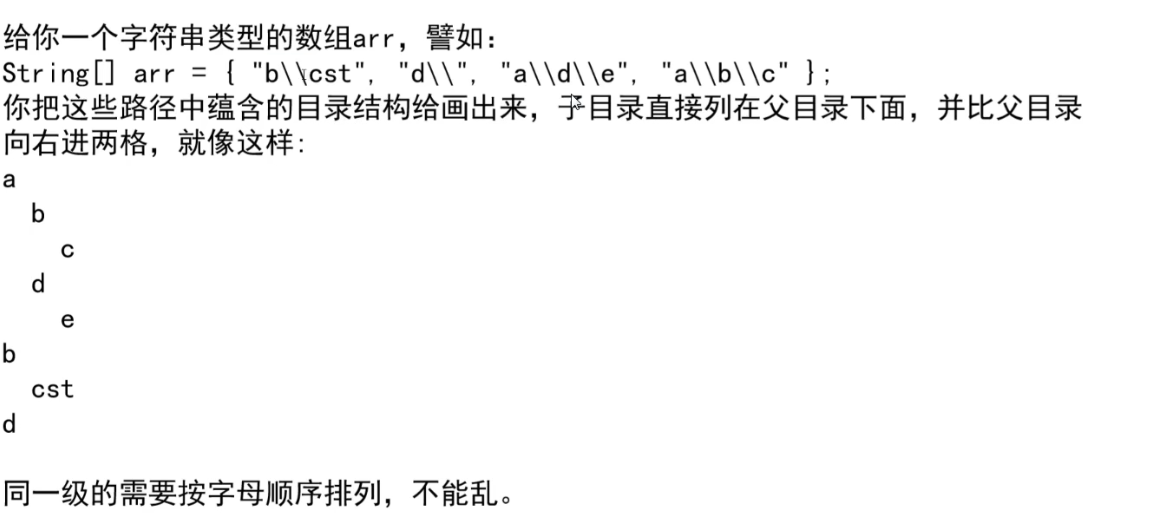 给你一个字符串类型的数组arr，譬如：
String[] arr = { "b\\cst", "d\\", "a\\d\\e", "a\\b\\c" };
你把这些路径中蕴含的目录结构给画出来，子目录直接列在父目录下面，并比父目录
向右进两格，就像这样:
a
  b
    c
  d
    e
b
  cst
d
同一级的需要按字母顺序排列，不能乱。